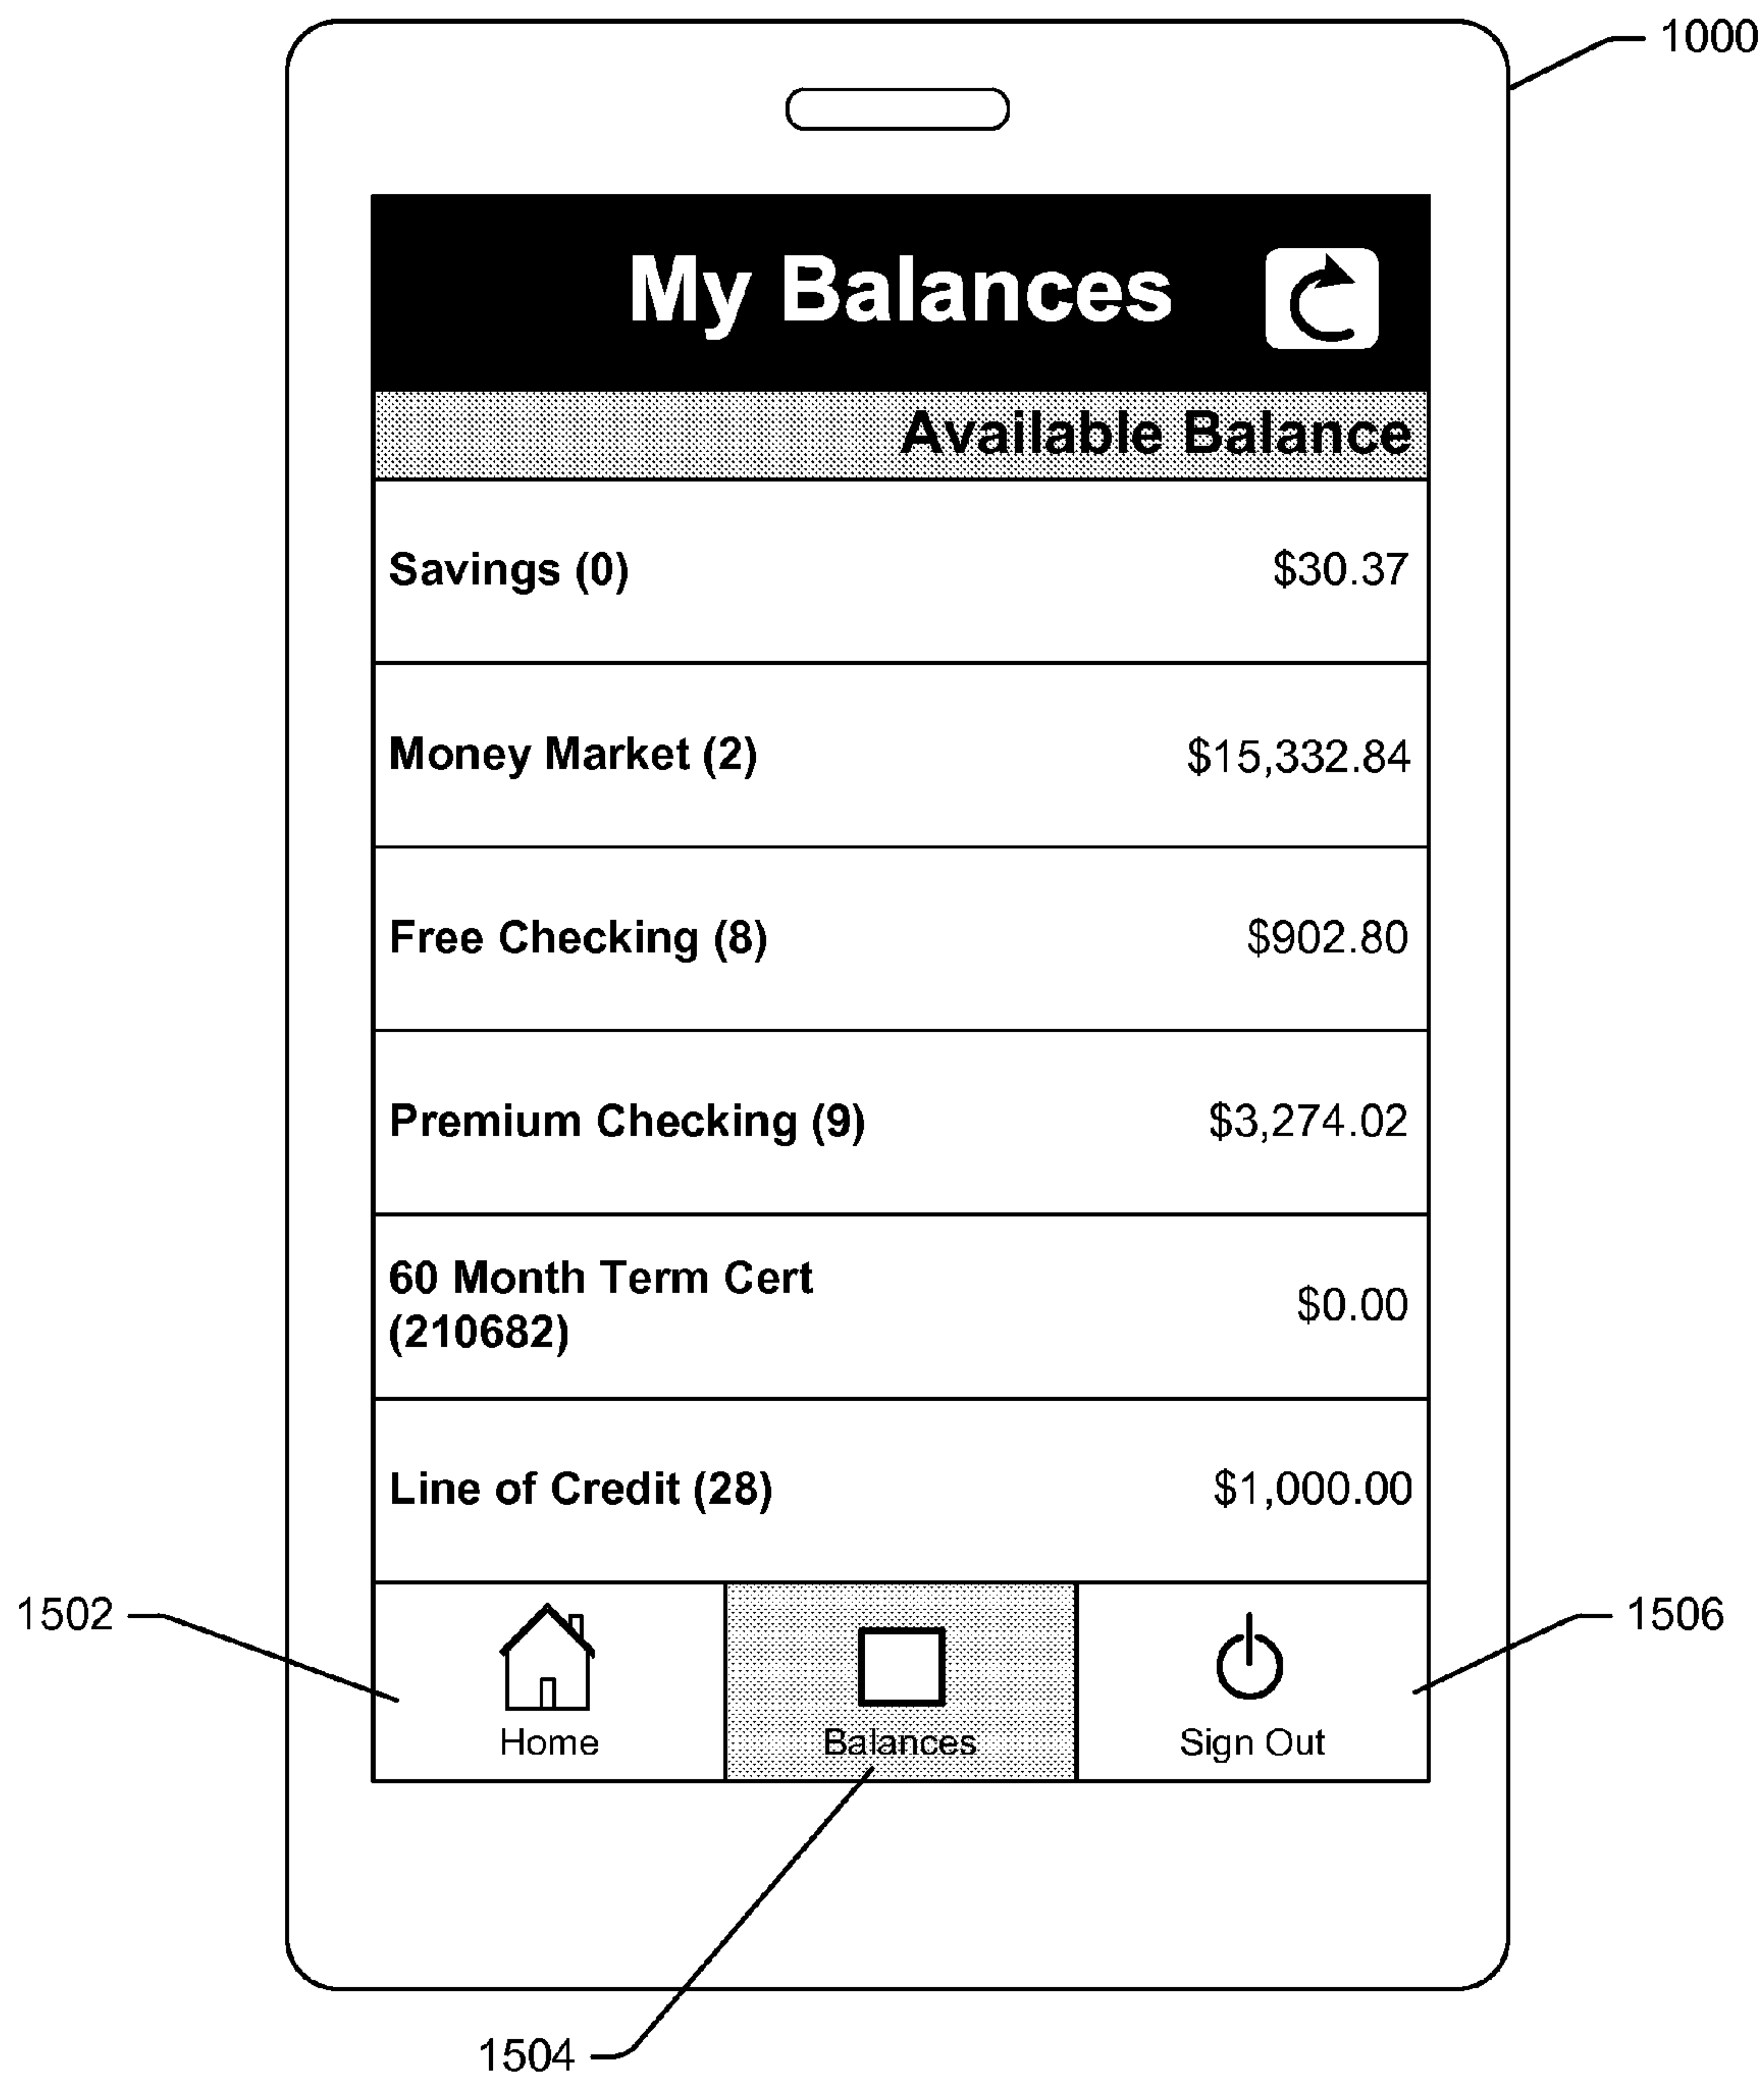 1000
My Balances
Available Balance
Savings (0) $30.37
Money Market (2) $15,332.84
Free Checking (8) $902.80
Premium Checking (9) $3,274.02
60 Month Term Cert
(210682) $0.00
Line of Credit (28) $1,000.00
1502
1506
Home Balances Sign Out
1504